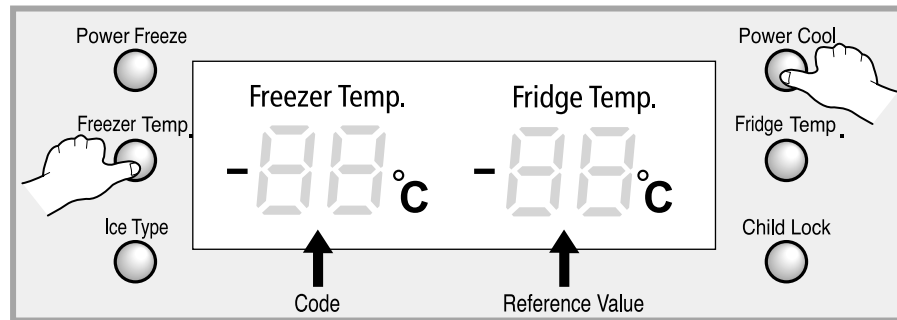 Power Freeze
Power Cool
Freezer Temp.
Fridge Temp.
Freezer Temp.
Fridge Temp.
-88°C
-88°C
Ice Type
Child Lock
Code
Reference Value